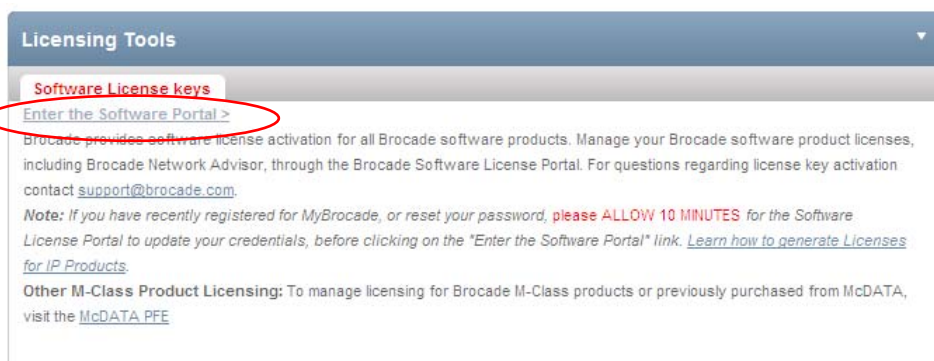 Licensing Tools
Software License keys
Enter the Software Portal >
Brocade provides software license activation for all Brocade software products. Manage your Brocade software product licenses,
including Brocade Network Advisor, through the Brocade Software License Portal. For questions regarding license key activation
contact support@brocade.com.
Note: If you have recently registered for MyBrocade, or reset your password, please ALLOW 10 MINUTES for the Software
License Portal to update your credentials, before clicking on the "Enter the Software Portal" link. Learn how to generate Licenses
for IP Products.
Other M-Class Product Licensing: To manage licensing for Brocade M-Class products or previously purchased from McDATA,
visit the McDATA PFE